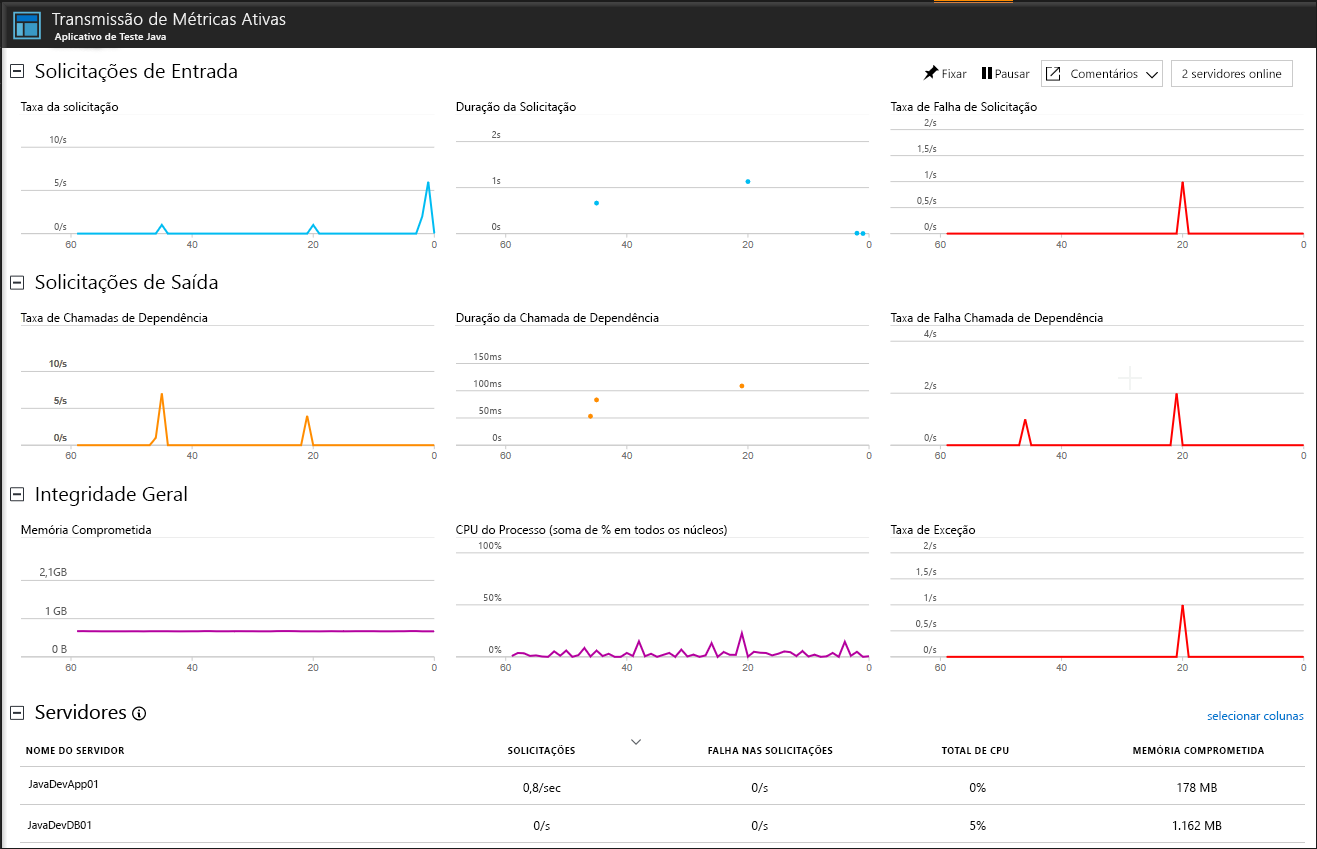 Transmissão de Métricas Ativas
Aplicativo de Teste Java
Solicitações de Entrada
Fixar
Pausar
Comentários
2 servidores online
Taxa da solicitação
10/s
5/s
0/s
60 40 20 0
Duração da Solicitação
2s
1s
0s
60 40 20 0
Taxa de Falha de Solicitação
2/s
1,5/s
1/s
0,5/s
0/s
60 40 20 0
Solicitações de Saída
Taxa de Chamadas de Dependência
10/s
5/s
0/s
60 40 20 0
Duração da Chamada de Dependência
150ms
100ms
50ms
0s
60 40 20 0
Taxa de Falha Chamada de Dependência
4/s
2/s
0/s
60 40 20 0
Integridade Geral
Memória Comprometida
2,1GB
1 GB
0 B
60 40 20 0
CPU do Processo (soma de % em todos os núcleos)
100%
50%
0%
60 40 20 0
Taxa de Exceção
2/s
1,5/s
1/s
0,5/s
0/s
60 40 20 0
Servidores
selecionar colunas
NOME DO SERVIDOR SOLICITAÇÕES FALHA NAS SOLICITAÇÕES TOTAL DE CPU MEMÓRIA COMPROMETIDA
JavaDevApp01 0,8/sec 0/s 0% 178 MB
JavaDevDB01 0/s 0/s 5% 1.162 MB